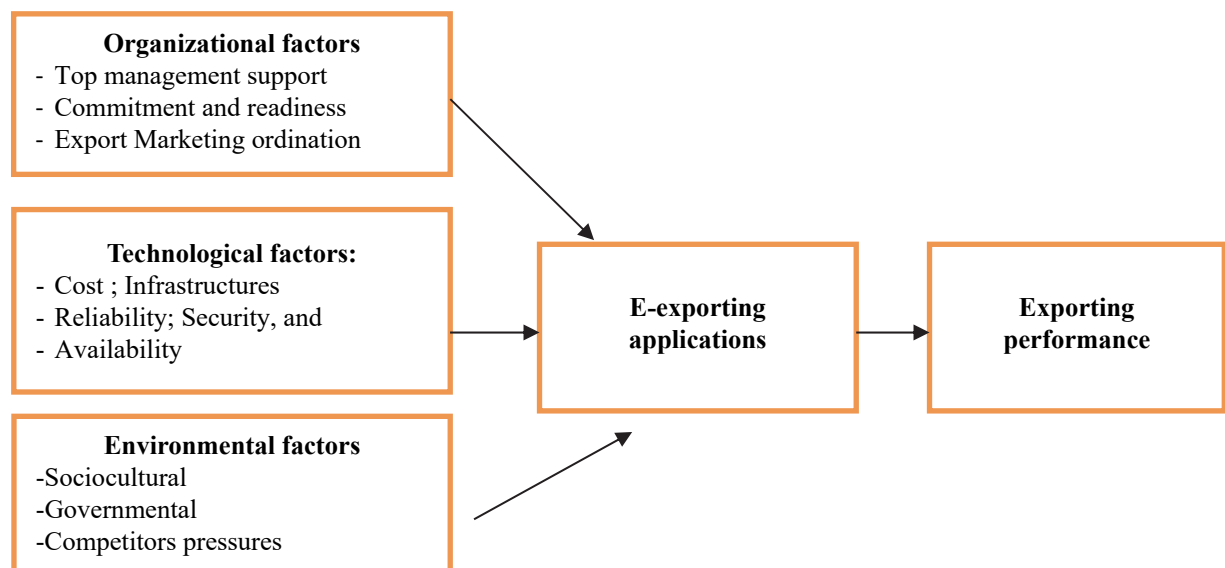 Organizational factors
- Top management support
- Commitment and readiness
- Export Marketing ordination
Technological factors:
- Cost ; Infrastructures
- Reliability; Security, and
- Availability
Environmental factors
-Sociocultural
-Governmental
-Competitors pressures
E-exporting
applications
Exporting
performance